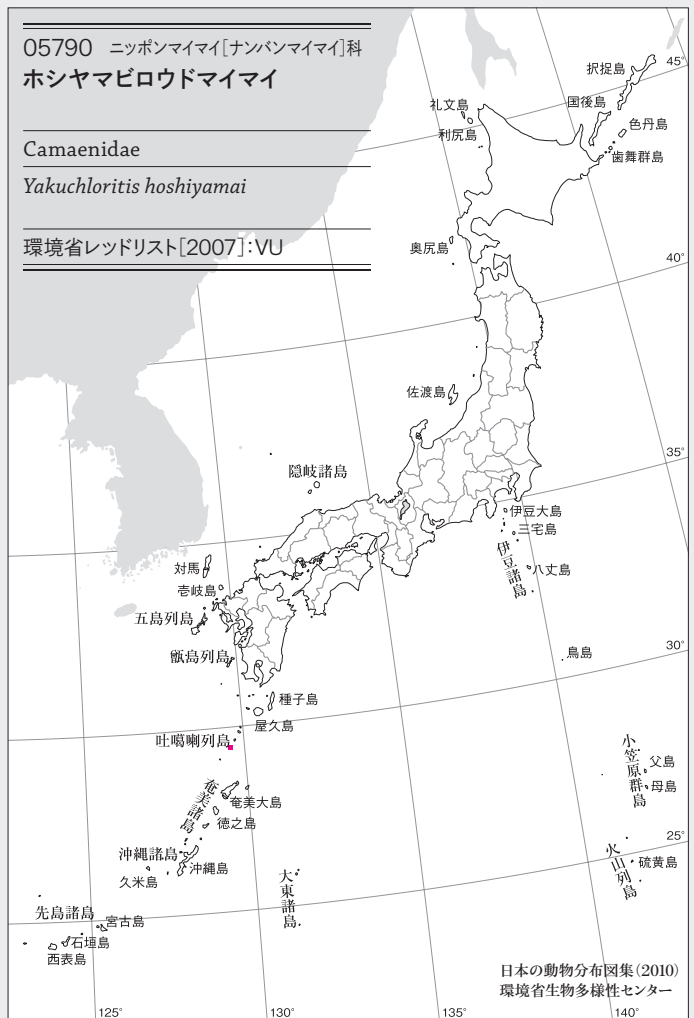 05790 ニッポンマイマイ[ナンバンマイマイ]科
ホシヤマビロウドマイマイ
Camaenidae
Yakuchloritis hoshiyamai
環境省レッドリスト[2007]:VU
択捉島
45°
礼文島
国後島
利尻島
色丹島
歯舞群島
奥尻島
40°
佐渡島
35°
隠岐諸島
伊豆大島
三宅島
伊豆諸島
八丈島
対馬
壱岐島
五島列島
甑島列島
鳥島
30°
種子島
屋久島
吐噶喇列島
小笠原群島
父島
母島
奄美諸島
奄美大島
徳之島
25°
沖縄諸島
沖縄島
久米島
火山列島
硫黄島
大東諸島
先島諸島
宮古島
石垣島
西表島
日本の動物分布図集(2010)
環境省生物多様性センター
125°
130°
135°
140°